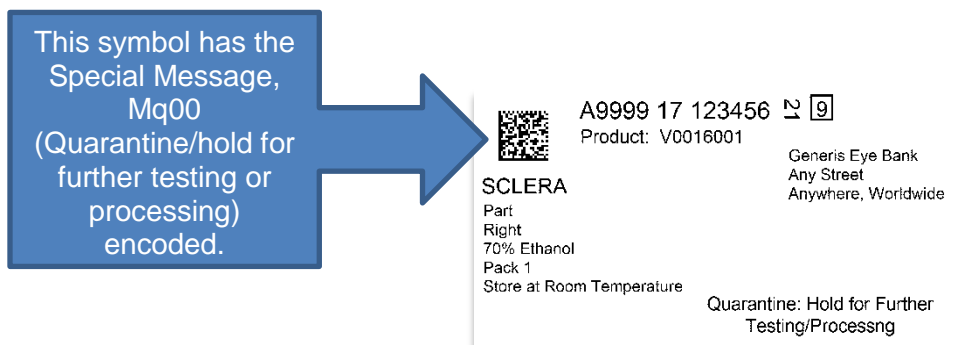 This symbol has the
Special Message,
Mq00
(Quarantine/hold for
further testing or
processing)
encoded.
A9999 17 123456 21 9
Product: V0016001
Generis Eye Bank
Any Street
Anywhere, Worldwide
SCLERA
Part
Right
70% Ethanol
Pack 1
Store at Room Temperature
Quarantine: Hold for Further
Testing/Processng